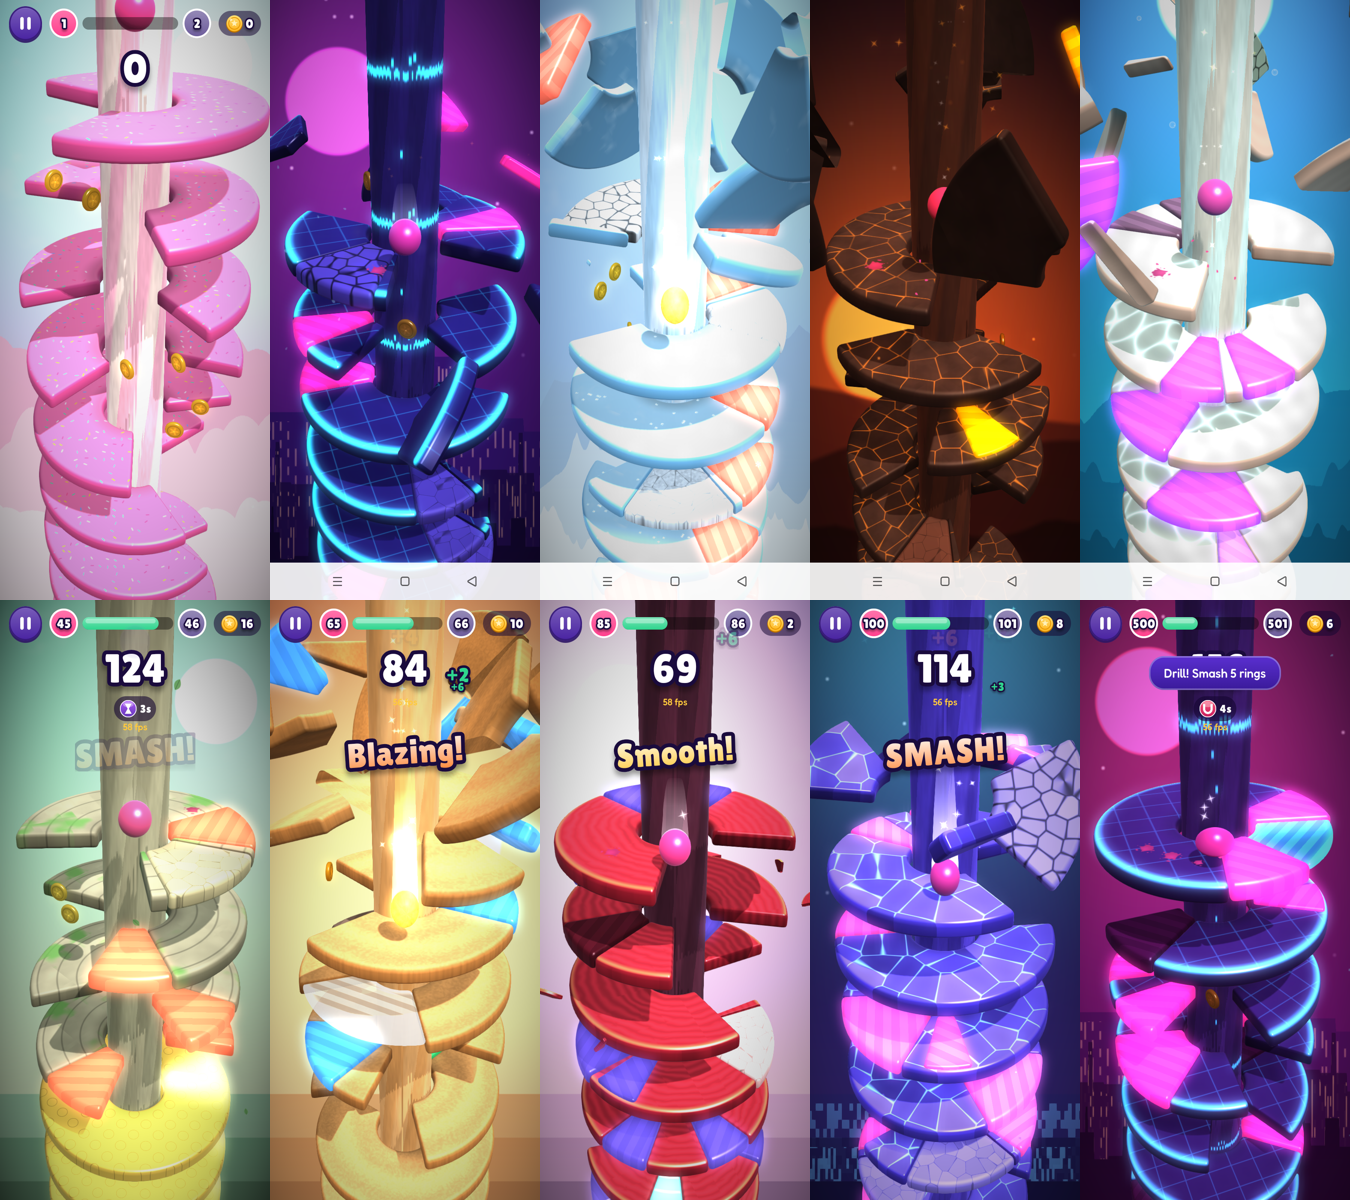 1 2 0
0
45 46 16
124
3s
58 fps
SMASH!
65 66 10
84 +2
+6
Blazing!
85 86 2
+6
69
58 fps
Smooth!
100 101 8
+6
114
+3
56 fps
SMASH!
500 501 6
Drill! Smash 5 rings
4s